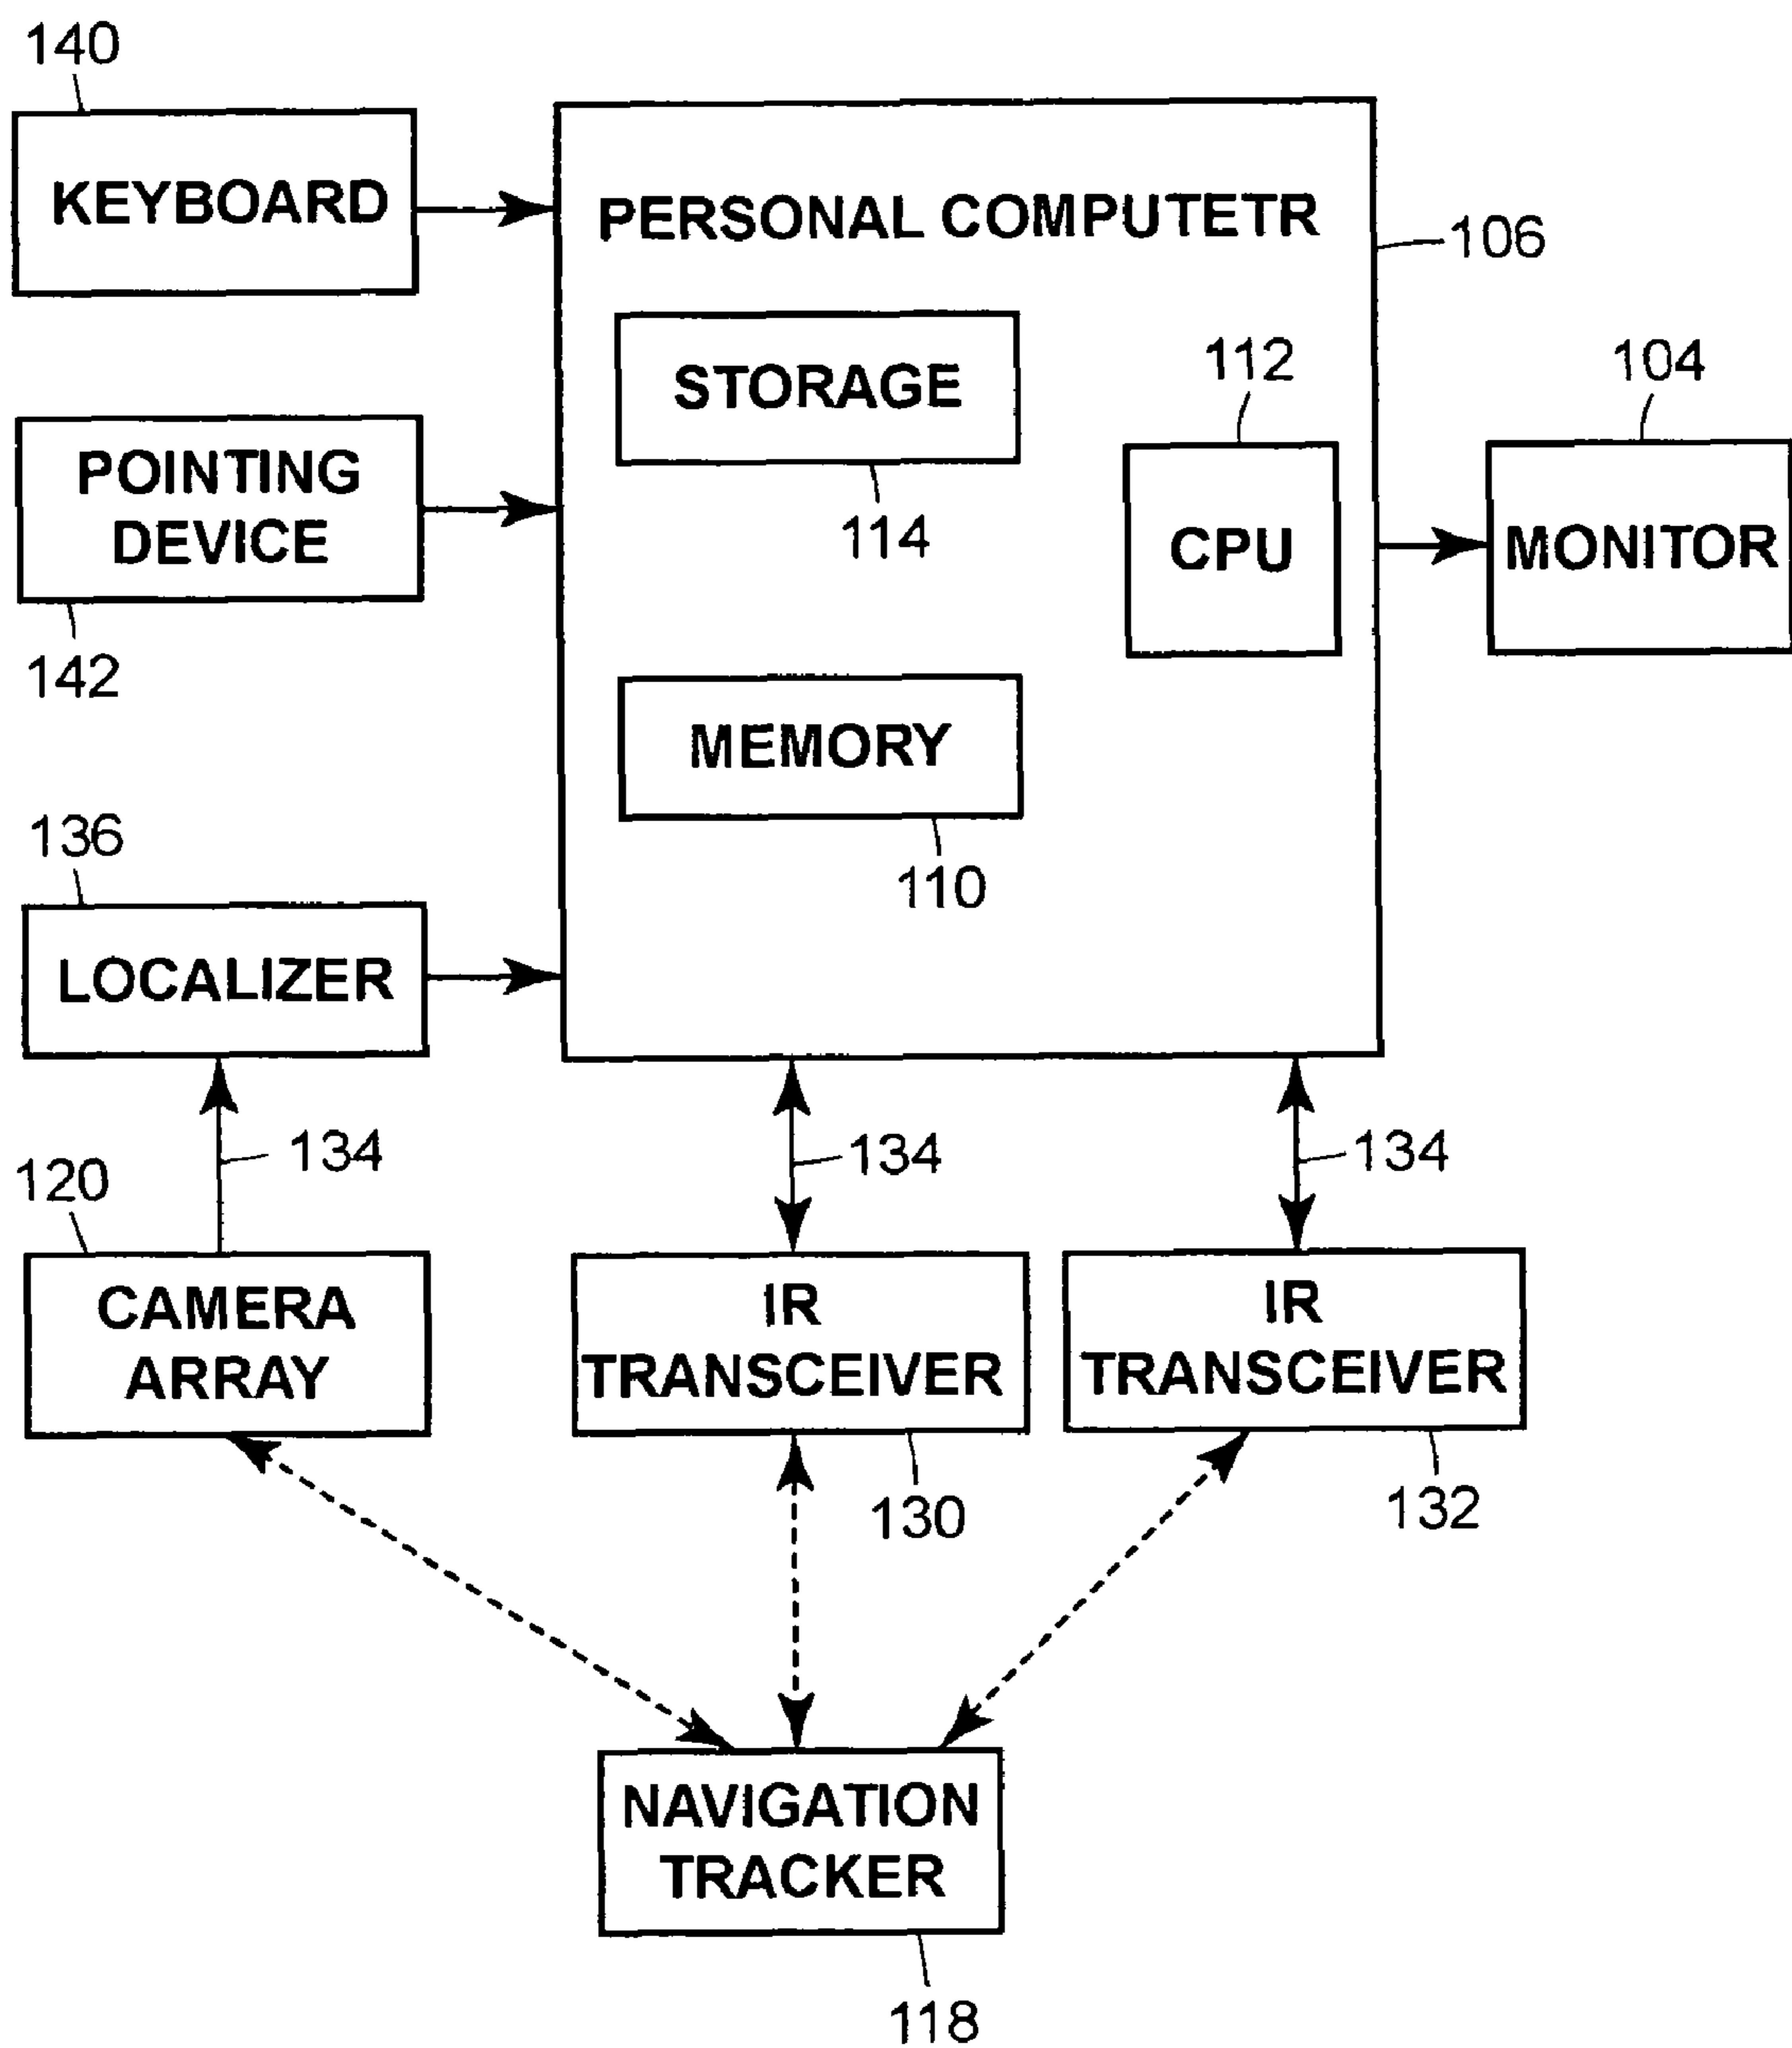 140
KEYBOARD
PERSONAL COMPUTETR
106
STORAGE
114
112
CPU
104
MONITOR
POINTING
DEVICE
142
MEMORY
110
136
LOCALIZER
134
134
134
120
CAMERA
ARRAY
IR
TRANSCEIVER
130
IR
TRANSCEIVER
132
NAVIGATION
TRACKER
118